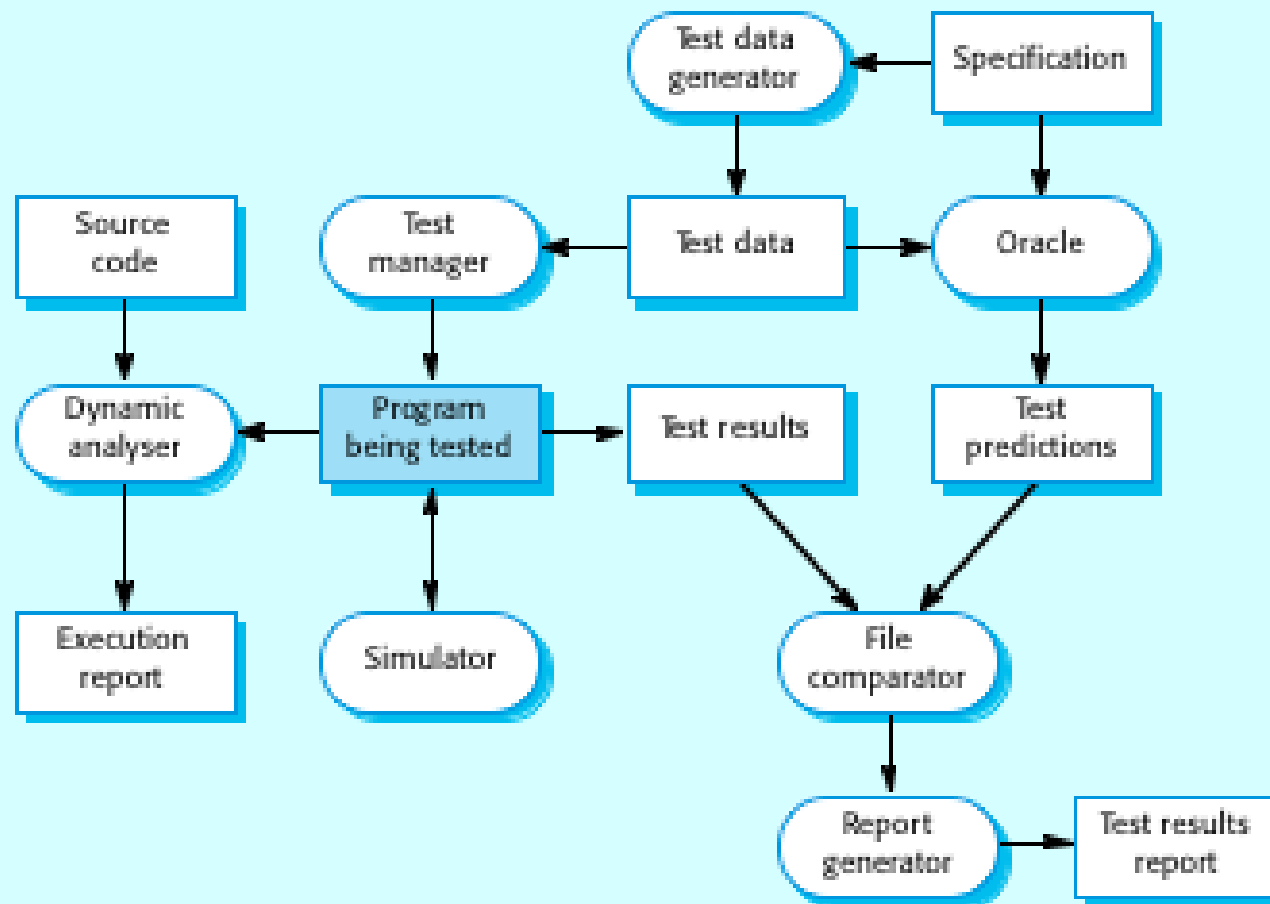 Test data
generator
Specification
Source
code
Test
manager
Test data
Oracle
Dynamic
analyser
Program
being tested
Test results
Test
predictions
Execution
report
Simulator
File
comparator
Report
generator
Test results
report